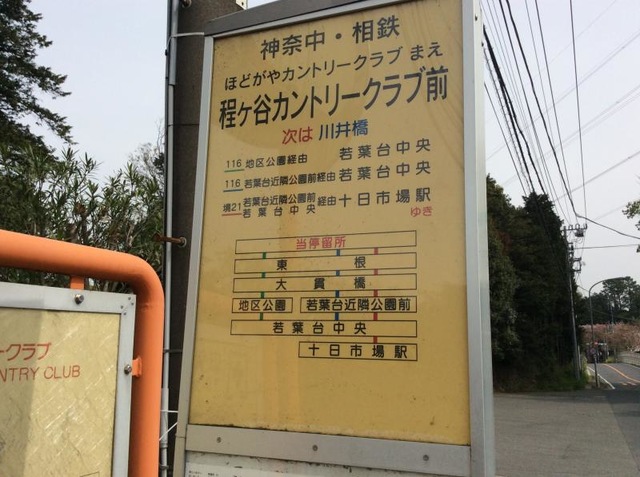 神奈中・相鉄
ほどがやカントリークラブ まえ
程ヶ谷カントリークラブ前
次は 川井橋
116 地区公園経由 若葉台中央
116 若葉台近隣公園前経由 若葉台中央
境21 若葉台近隣公園前 若葉台中央 経由 十日市場駅
ゆき
当停留所
東根
大貫橋
地区公園 若葉台近隣公園前
若葉台中央
十日市場駅
ークラブ
NTRY CLUB